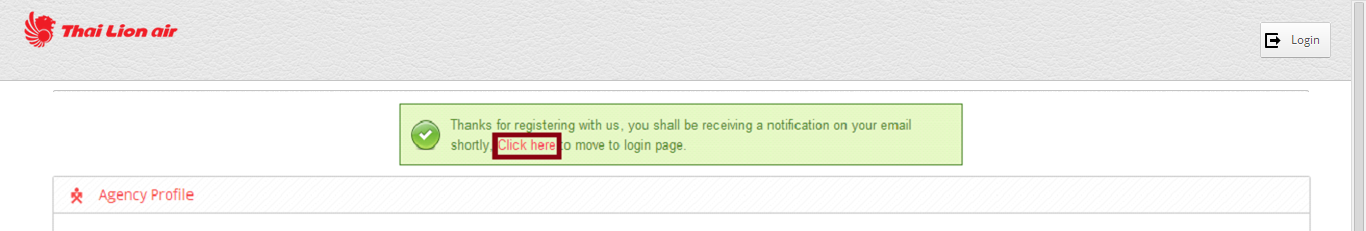 Thai Lion air
Login
Thanks for registering with us, you shall be receiving a notification on your email
shortly, Click here to move to login page.
Agency Profile